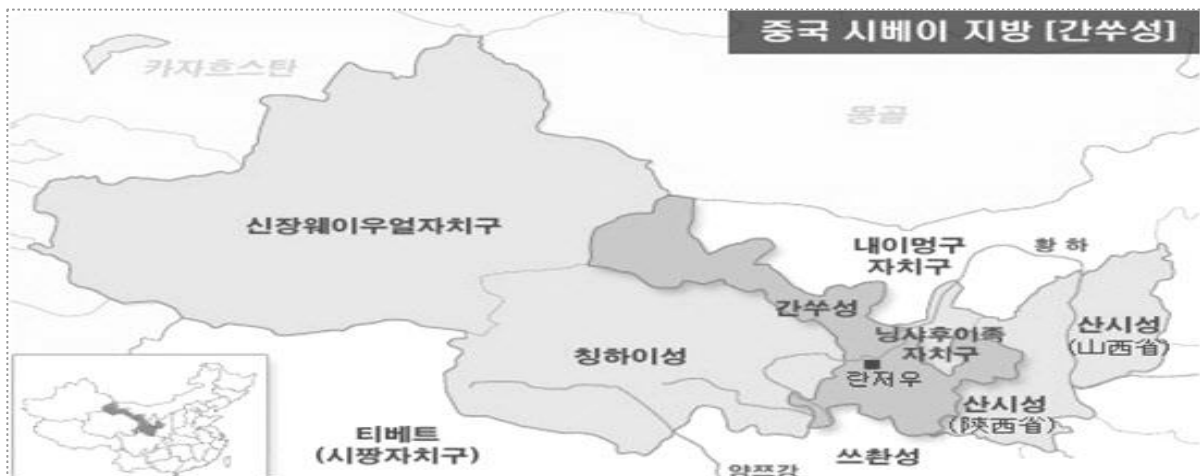 중국 시베이 지방 [간쑤성]
카자흐스탄
몽골
신장웨이우얼자치구
내이멍구
자치구
황 하
간쑤성
닝샤후이족
자치구
산시성
(山西省)
칭하이성
란저우
산시성
(陝西省)
티베트
(시짱자치구)
쓰촨성
양쯔강